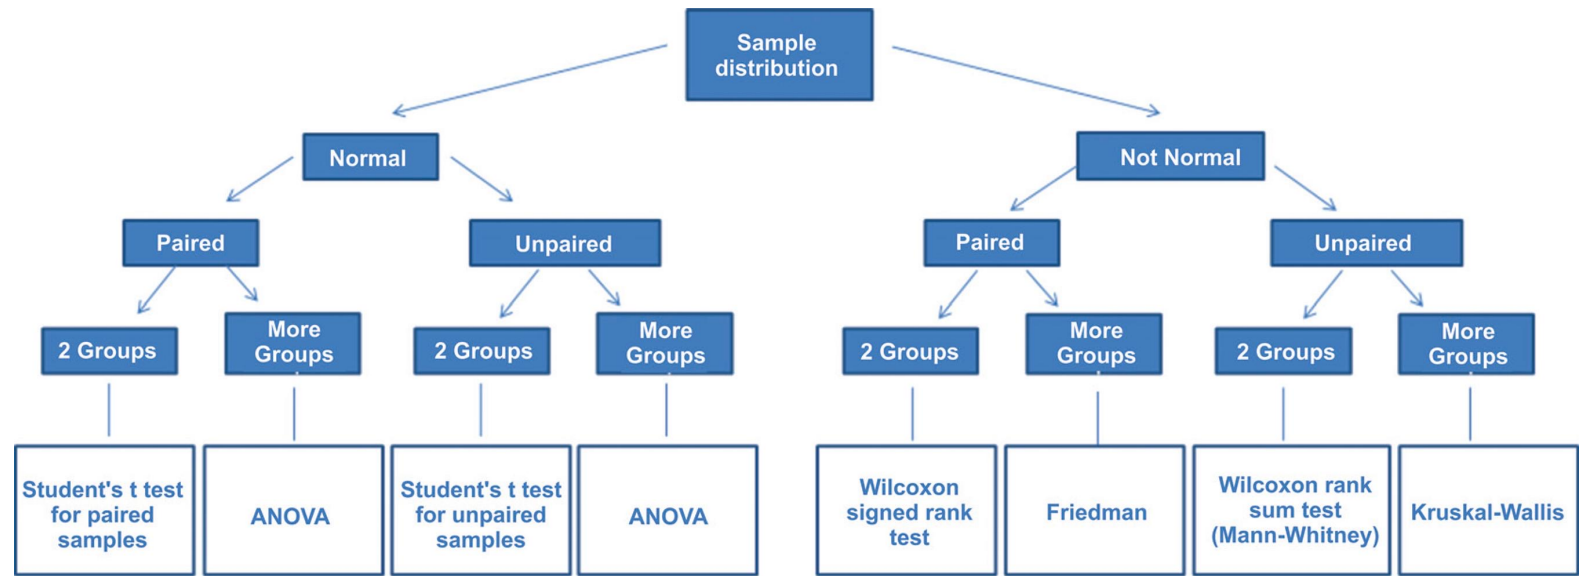 Sample
distribution
Normal
Not Normal
Paired
Unpaired
Paired
Unpaired
2 Groups
More
Groups
2 Groups
More
Groups
2 Groups
More
Groups
2 Groups
More
Groups
Student's t test
for paired
samples
ANOVA
Student's t test
for unpaired
samples
ANOVA
Wilcoxon
signed rank
test
Friedman
Wilcoxon rank
sum test
(Mann-Whitney)
Kruskal-Wallis